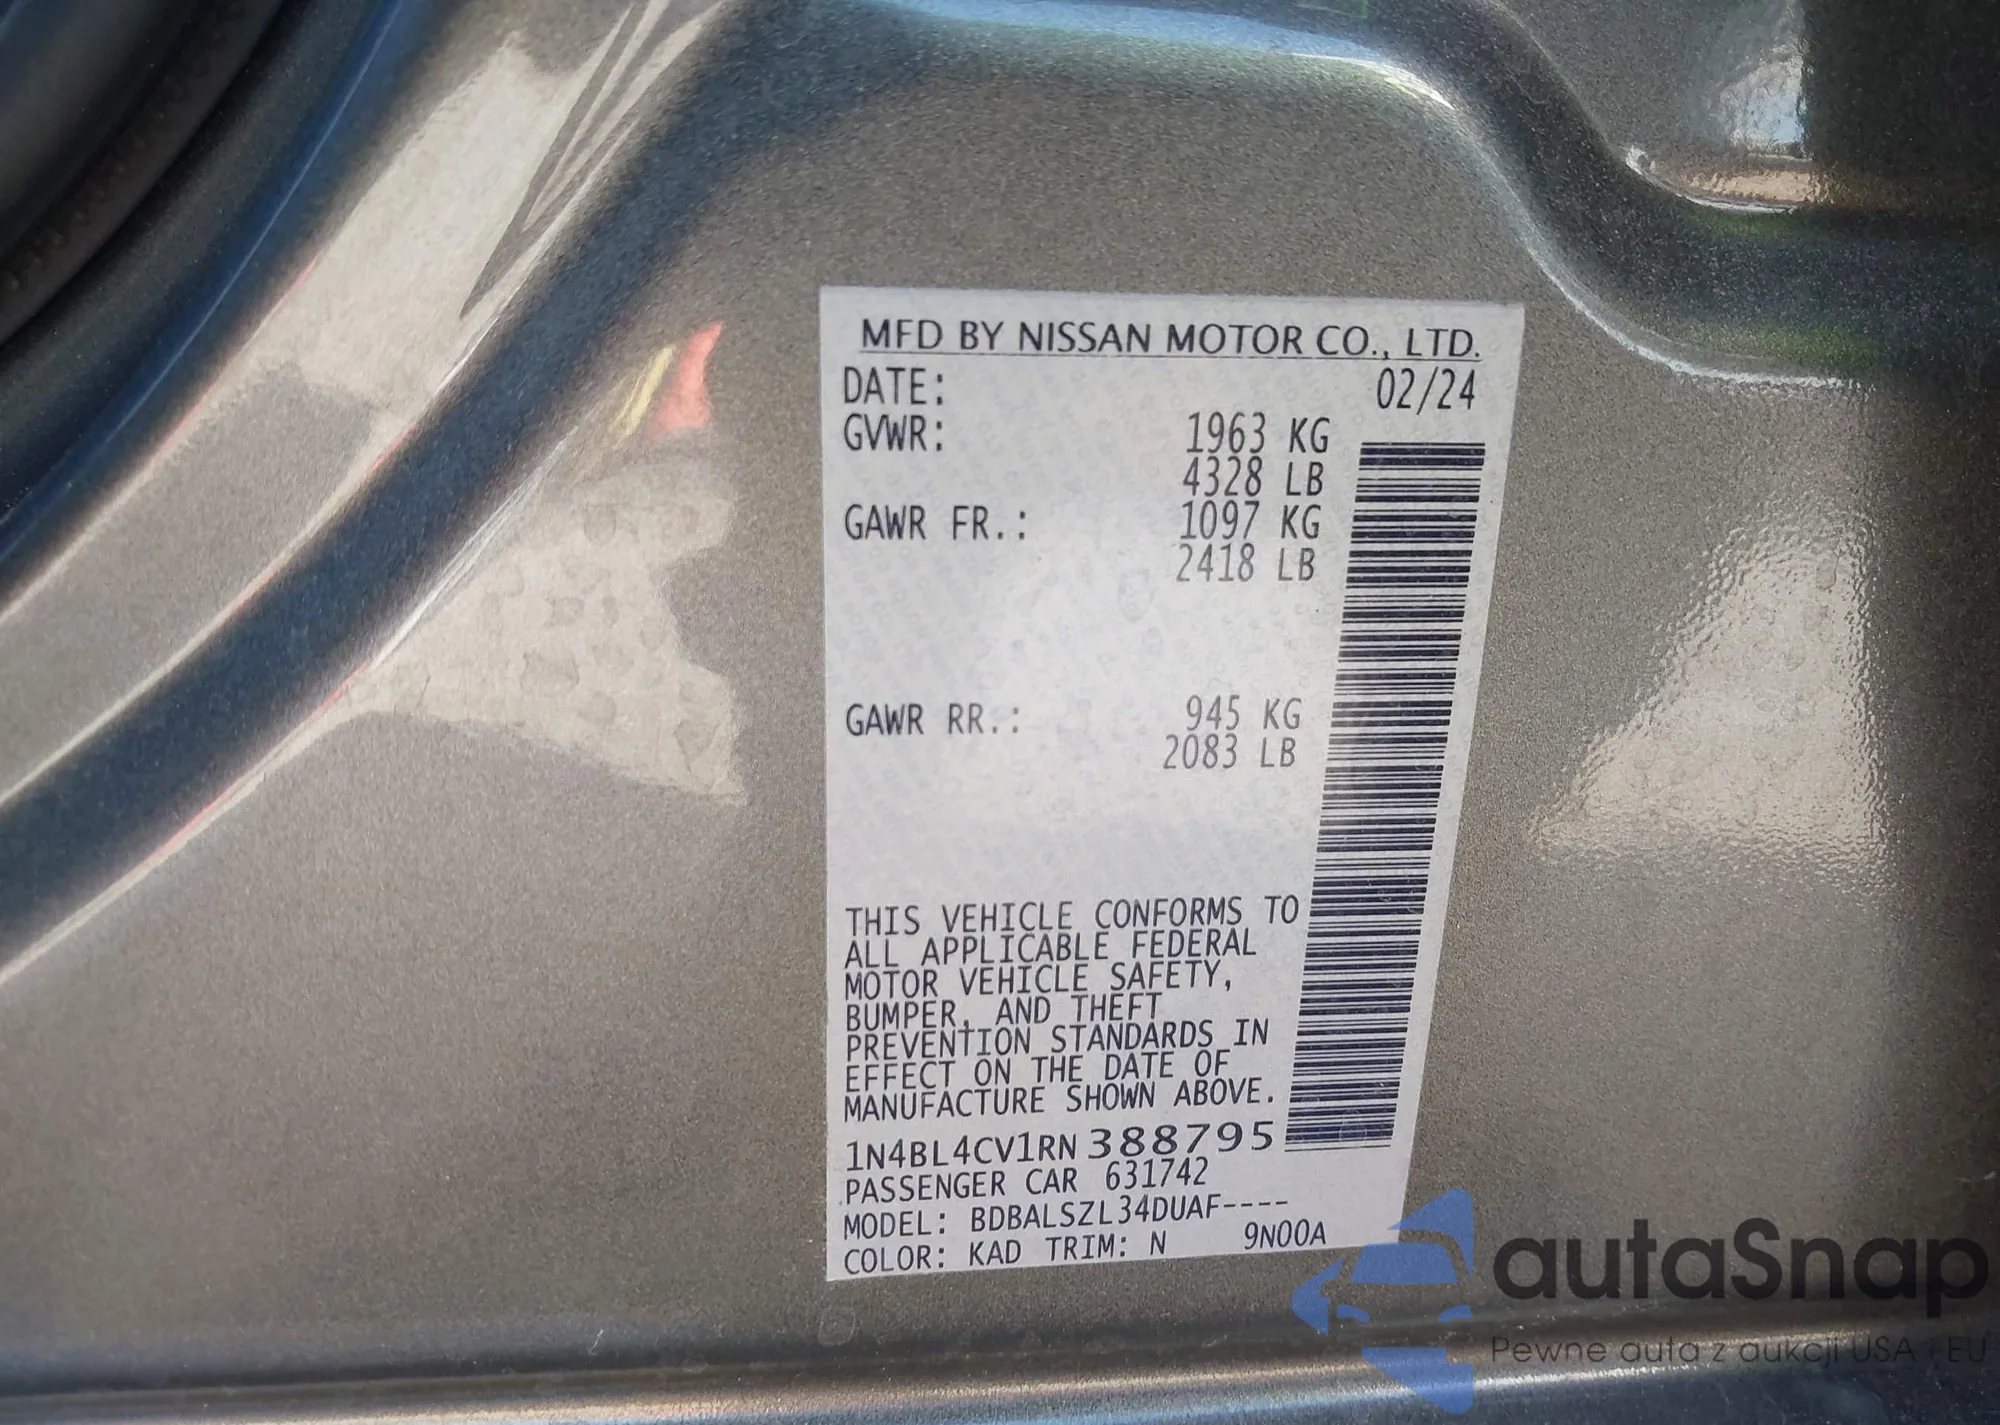 MFD BY NISSAN MOTOR CO., LTD.
DATE: 02/24
GVWR: 1963 KG
4328 LB
GAWR FR.: 1097 KG
2418 LB
GAWR RR.: 945 KG
2083 LB
THIS VEHICLE CONFORMS TO
ALL APPLICABLE FEDERAL
MOTOR VEHICLE SAFETY,
BUMPER, AND THEFT
PREVENTION STANDARDS IN
EFFECT ON THE DATE OF
MANUFACTURE SHOWN ABOVE.
1N4BL4CV1RN388795
PASSENGER CAR 631742
MODEL: BDBALSZL34DUAF----
COLOR: KAD TRIM: N 9N00A
autaSnap
Pewne auta z aukcji USA i EU